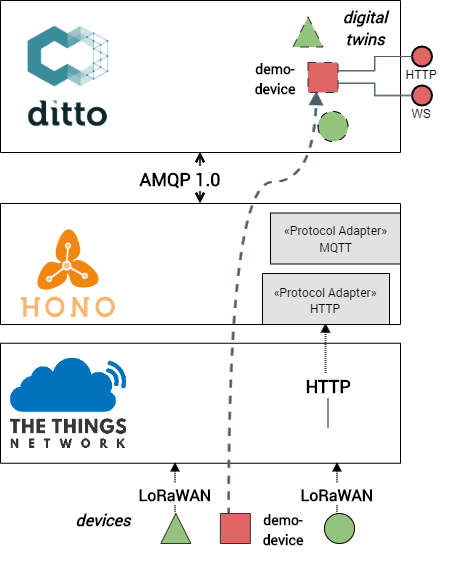 digital
twins
ditto
demo-
device
HTTP
WS
AMQP 1.0
«Protocol Adapter»
MQTT
HONO
«Protocol Adapter»
HTTP
THE THINGS
NETWORK
HTTP
LoRaWAN
LoRaWAN
devices
demo-
device